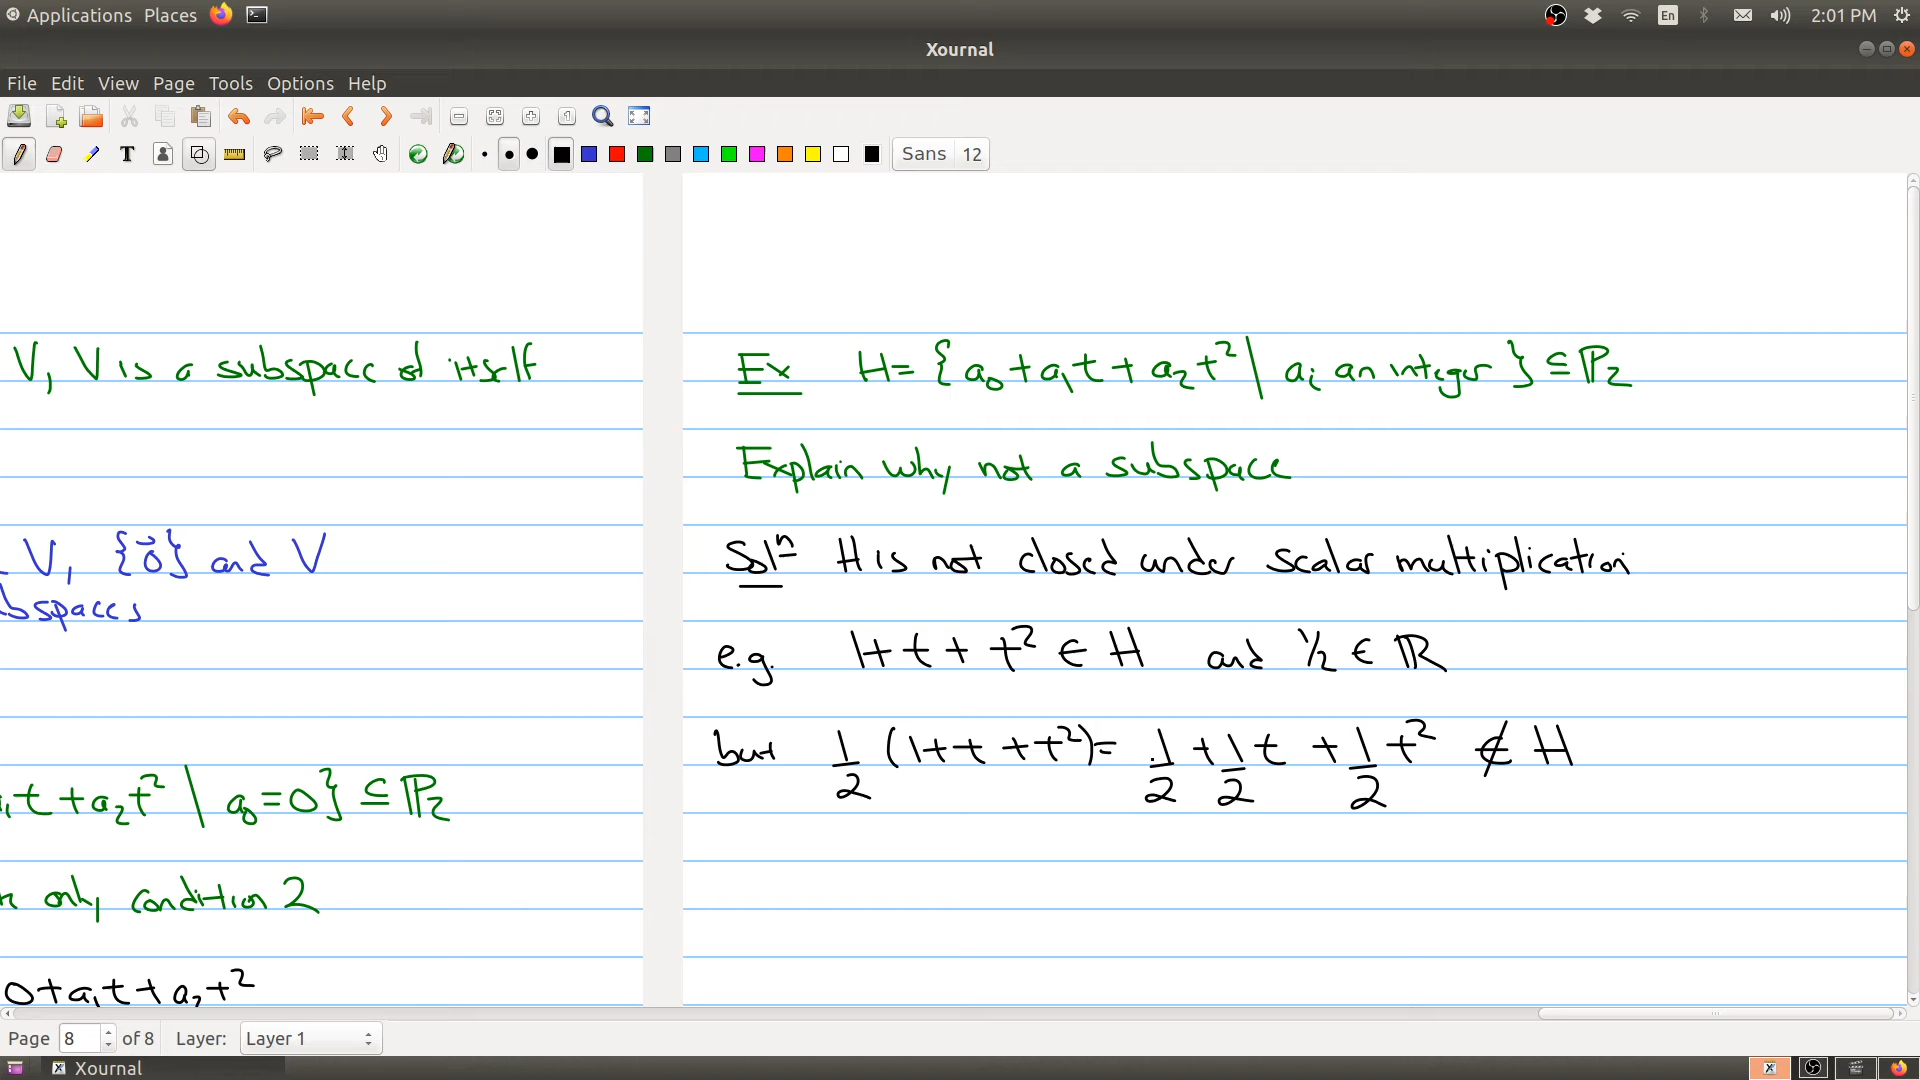 Applications Places En 2:01 PM
Xournal
File Edit View Page Tools Options Help
T Sans 12
V, V is a subspace of itself
V, {0⃗} and V
bspaces
t + a₂t² | a₀ = 0} ⊆ ℙ₂
only condition 2
0 + a₁t + a₂t²
Ex H = { a₀ + a₁t + a₂t² | aᵢ an integer } ⊆ ℙ₂
Explain why not a subspace
Solⁿ H is not closed under scalar multiplication
e.g. 1 + t + t² ∈ H and 1/2 ∈ ℝ
but 1/2 (1 + t + t²) = 1/2 + 1/2 t + 1/2 t² ∉ H
Page 8 of 8 Layer: Layer 1
Xournal